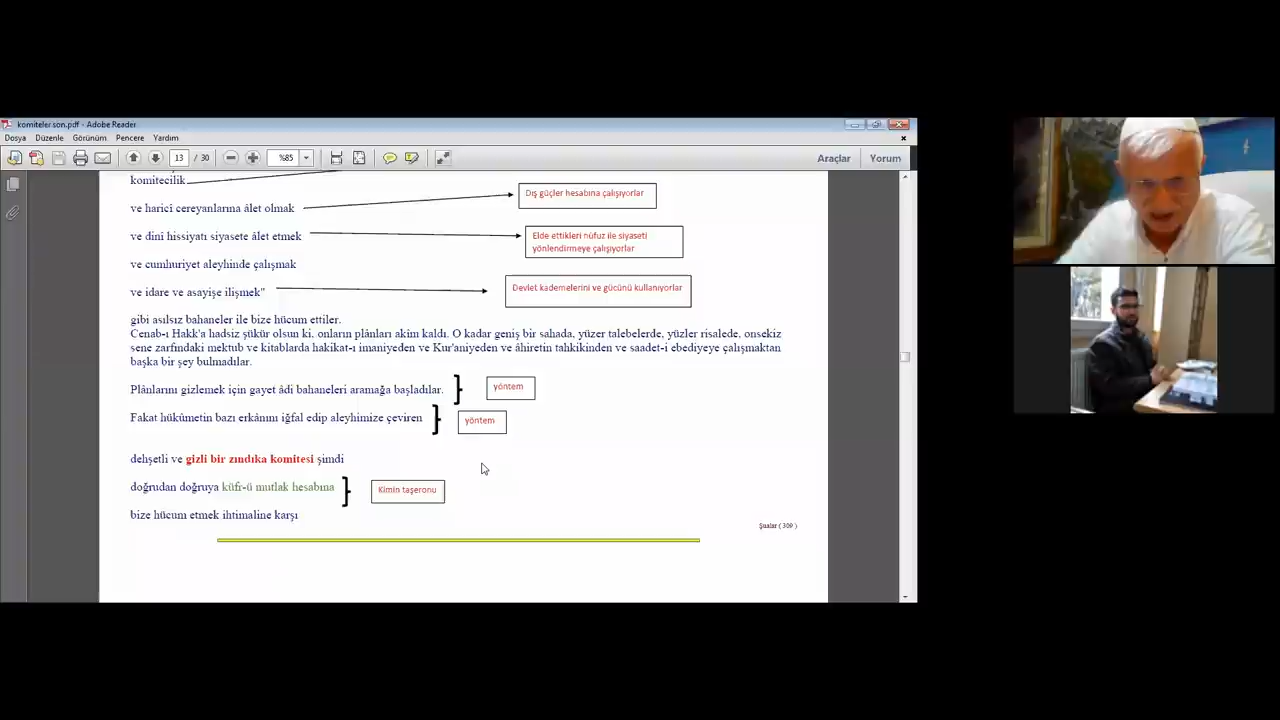 komiteler son.pdf - Adobe Reader
Dosya Düzenle Görünüm Pencere Yardım
13 / 30 %85 Araçlar Yorum
komitecilik
ve haricî cereyanlarına âlet olmak
Dış güçler hesabına çalışıyorlar
ve dinî hissiyatı siyasete âlet etmek
Elde ettikleri nüfuz ile siyaseti
yönlendirmeye çalışıyorlar
ve cumhuriyet aleyhinde çalışmak
ve idare ve asayişe ilişmek"
Devlet kademelerini ve gücünü kullanıyorlar
gibi asılsız bahaneler ile bize hücum ettiler.
Cenab-ı Hakk'a hadsiz şükür olsun ki, onların plânları akîm kaldı. O kadar geniş bir sahada, yüzer talebelerde, yüzler risalede, onsekiz
sene zarfındaki mektub ve kitablarda hakikat-ı imaniyeden ve Kur'aniyeden ve âhiretin tahkikinden ve saadet-i ebediyeye çalışmaktan
başka bir şey bulmadılar.
Plânlarını gizlemek için gayet âdi bahaneleri aramağa başladılar. } yöntem
Fakat hükûmetin bazı erkânını iğfal edip aleyhimize çeviren } yöntem
dehşetli ve gizli bir zındıka komitesi şimdi
doğrudan doğruya küfr-ü mutlak hesabına } Kimin taşeronu
bize hücum etmek ihtimaline karşı
Şualar ( 309 )